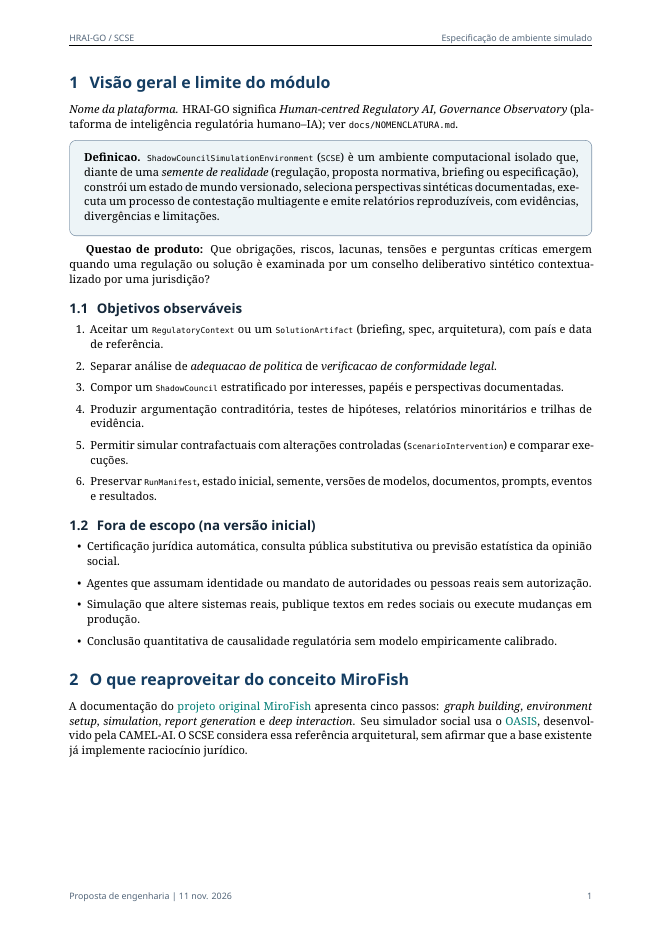 HRAI-GO / SCSE
Especificação de ambiente simulado
1 Visão geral e limite do módulo
Nome da plataforma. HRAI-GO significa Human-centred Regulatory AI, Governance Observatory (pla-
taforma de inteligência regulatória humano–IA); ver docs/NOMENCLATURA.md.
Definicao. ShadowCouncilSimulationEnvironment (SCSE) è um ambiente computacional isolado que,
diante de uma semente de realidade (regulação, proposta normativa, briefing ou especificação),
constrói um estado de mundo versionado, seleciona perspectivas sintéticas documentadas, exe-
cuta um processo de contestação multiagente e emite relatórios reproduzíveis, com evidências,
divergências e limitações.
Questao de produto: Que obrigações, riscos, lacunas, tensões e perguntas críticas emergem
quando uma regulação ou solução è examinada por um conselho deliberativo sintético contextua-
lizado por uma jurisdição?
1.1 Objetivos observáveis
1. Aceitar um RegulatoryContext ou um SolutionArtifact (briefing, spec, arquitetura), com país e data
de referência.
2. Separar análise de adequacao de politica de verificacao de conformidade legal.
3. Compor um ShadowCouncil estratificado por interesses, papéis e perspectivas documentadas.
4. Produzir argumentação contraditória, testes de hipóteses, relatórios minoritários e trilhas de
evidência.
5. Permitir simular contrafactuais com alterações controladas (ScenarioIntervention) e comparar exe-
cuções.
6. Preservar RunManifest, estado inicial, semente, versões de modelos, documentos, prompts, eventos
e resultados.
1.2 Fora de escopo (na versão inicial)
• Certificação jurídica automática, consulta pública substitutiva ou previsão estatística da opinião
social.
• Agentes que assumam identidade ou mandato de autoridades ou pessoas reais sem autorização.
• Simulação que altere sistemas reais, publique textos em redes sociais ou execute mudanças em
produção.
• Conclusão quantitativa de causalidade regulatória sem modelo empiricamente calibrado.
2 O que reaproveitar do conceito MiroFish
A documentação do projeto original MiroFish apresenta cinco passos: graph building, environment
setup, simulation, report generation e deep interaction. Seu simulador social usa o OASIS, desenvol-
vido pela CAMEL-AI. O SCSE considera essa referência arquitetural, sem afirmar que a base existente
já implemente raciocínio jurídico.
Proposta de engenharia | 11 nov. 2026
1